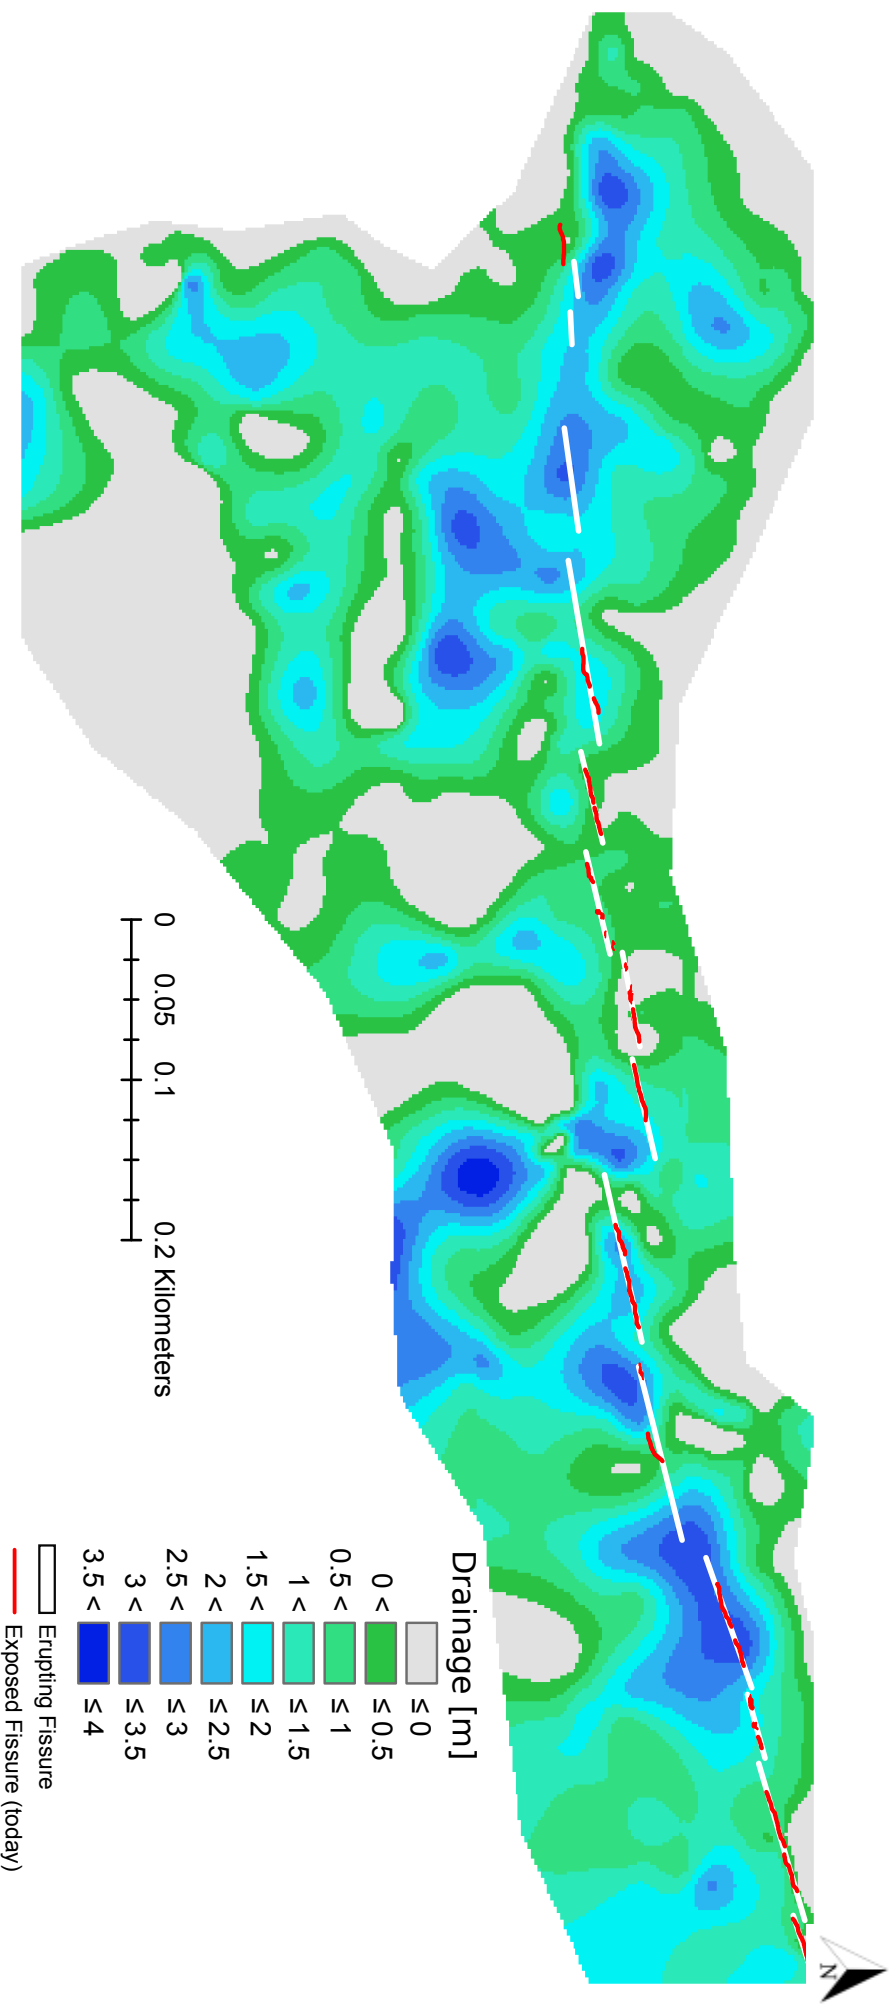 N
0 0.05 0.1 0.2 Kilometers
Drainage [m]
≤ 0
0 < ≤ 0.5
0.5 < ≤ 1
1 < ≤ 1.5
1.5 < ≤ 2
2 < ≤ 2.5
2.5 < ≤ 3
3 < ≤ 3.5
3.5 < ≤ 4
Erupting Fissure
Exposed Fissure (today)